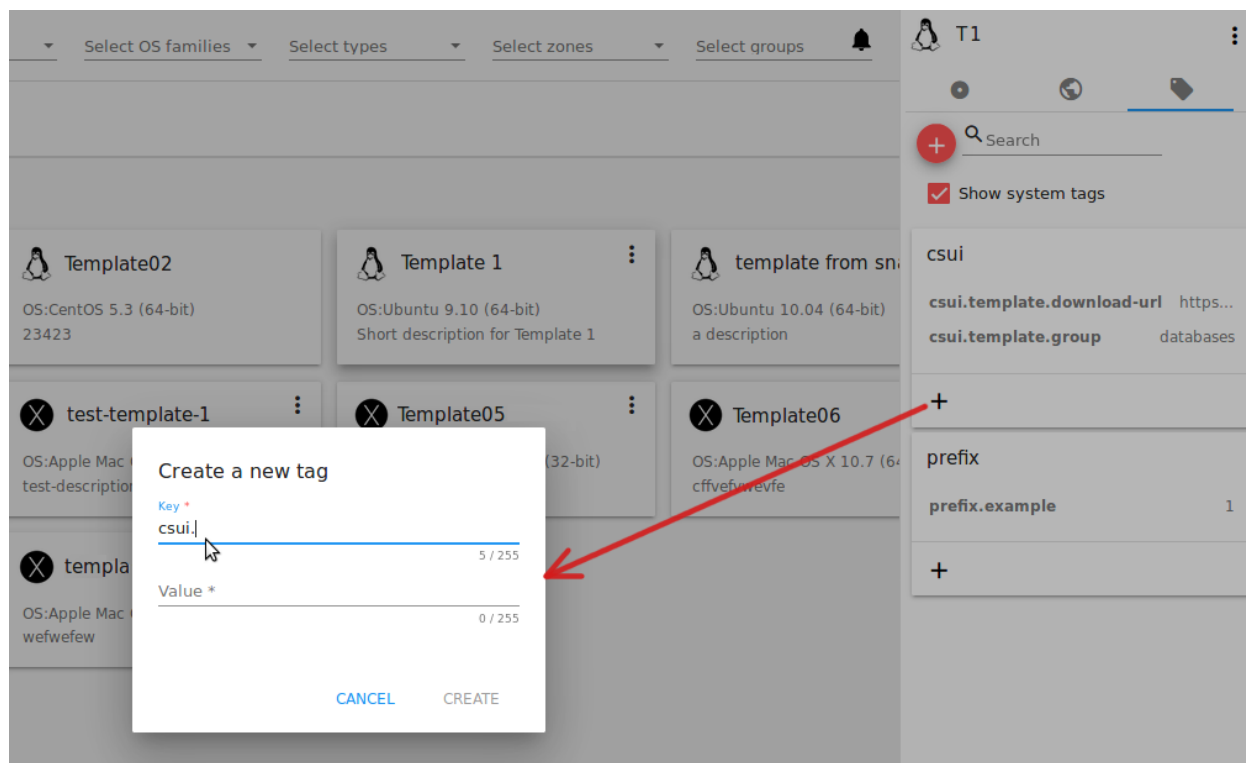 Select OS families
Select types
Select zones
Select groups
T1
Search
Show system tags
Template02
OS:CentOS 5.3 (64-bit)
23423
Template 1
OS:Ubuntu 9.10 (64-bit)
Short description for Template 1
template from sna
OS:Ubuntu 10.04 (64-bit)
a description
csui
csui.template.download-url https...
csui.template.group databases
test-template-1
OS:Apple Mac
test-description
Template05
(32-bit)
Template06
OS:Apple Mac OS X 10.7 (64
cffvefvwevfe
prefix
prefix.example 1
templa
OS:Apple Mac
wefwefew
Create a new tag
Key *
csui.
5 / 255
Value *
0 / 255
CANCEL CREATE